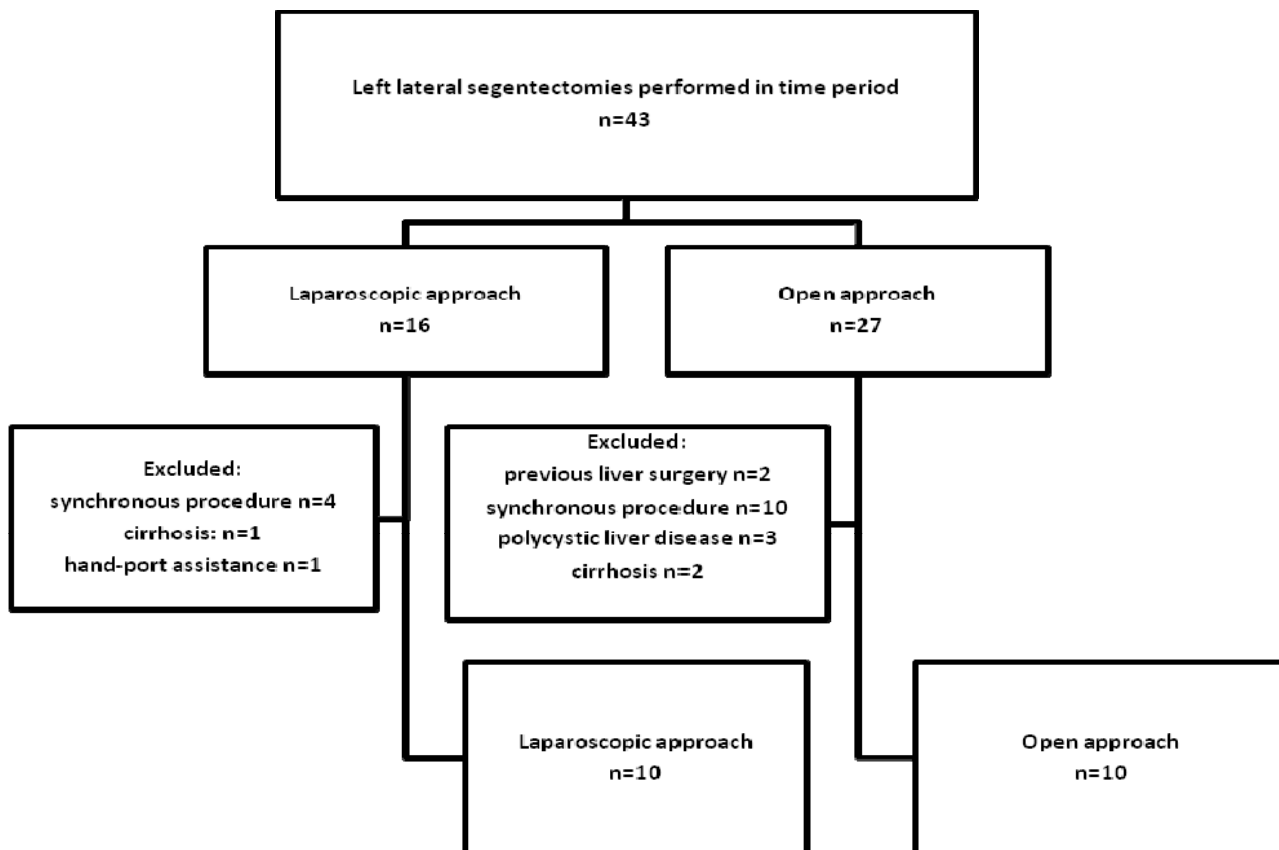 Left lateral segentectomies performed in time period
n=43
Laparoscopic approach
n=16
Open approach
n=27
Excluded:
synchronous procedure n=4
cirrhosis: n=1
hand-port assistance n=1
Excluded:
previous liver surgery n=2
synchronous procedure n=10
polycystic liver disease n=3
cirrhosis n=2
Laparoscopic approach
n=10
Open approach
n=10